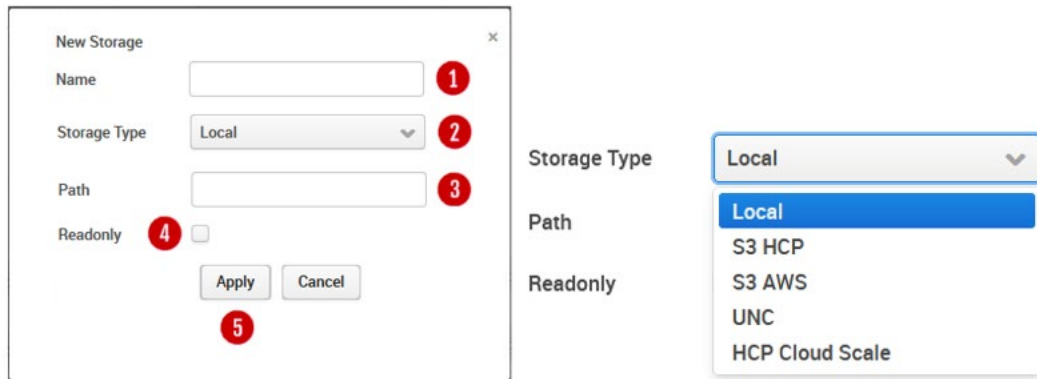 New Storage ×
Name 1
Storage Type Local 2
Path 3
Readonly 4
Apply Cancel
5
Storage Type Local
Path
Readonly
Local
S3 HCP
S3 AWS
UNC
HCP Cloud Scale